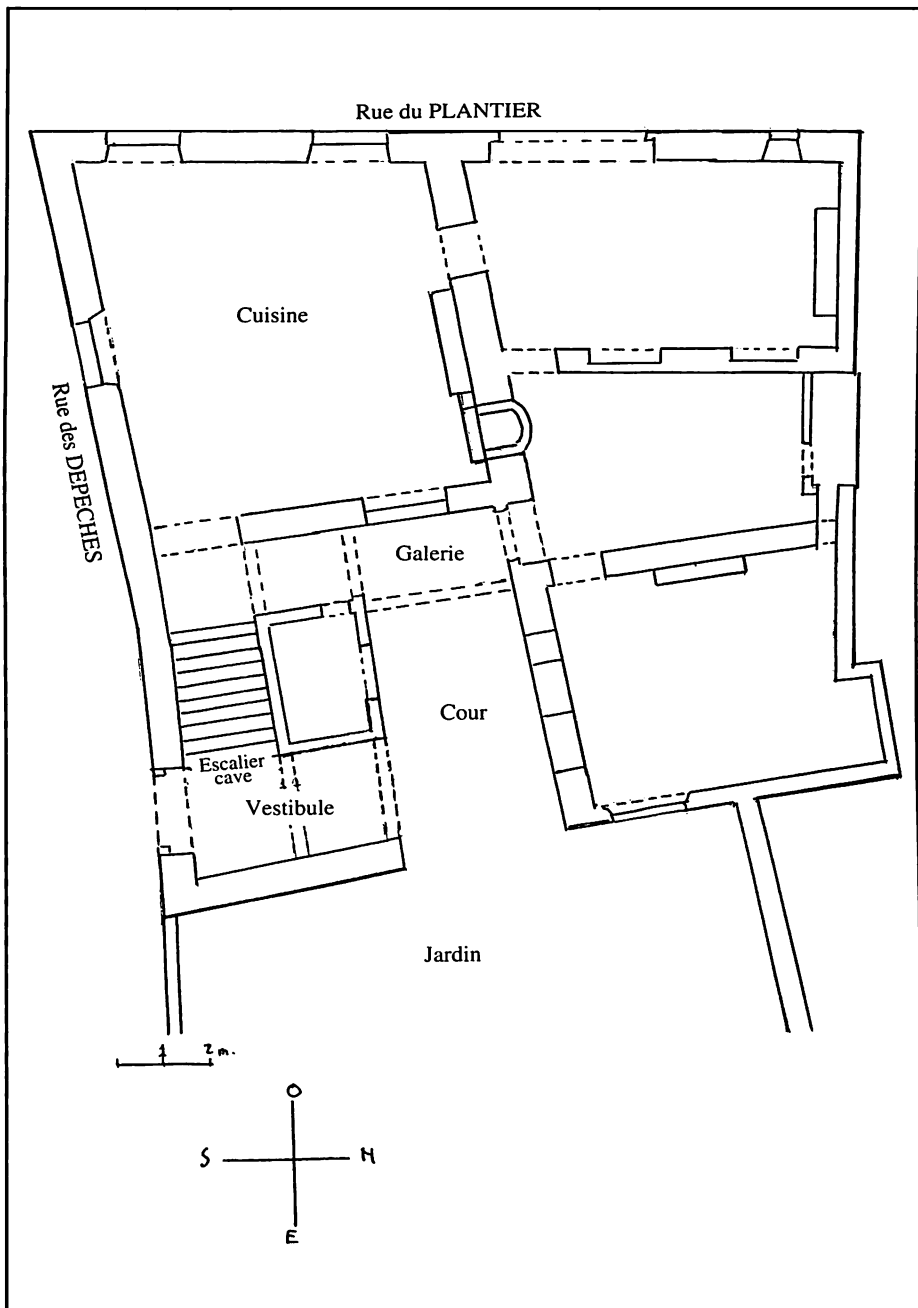 Rue du PLANTIER
Cuisine
Rue des DEPECHES
Galerie
Cour
Escalier
cave
Vestibule
Jardin
1 2 m.
O
S N
E